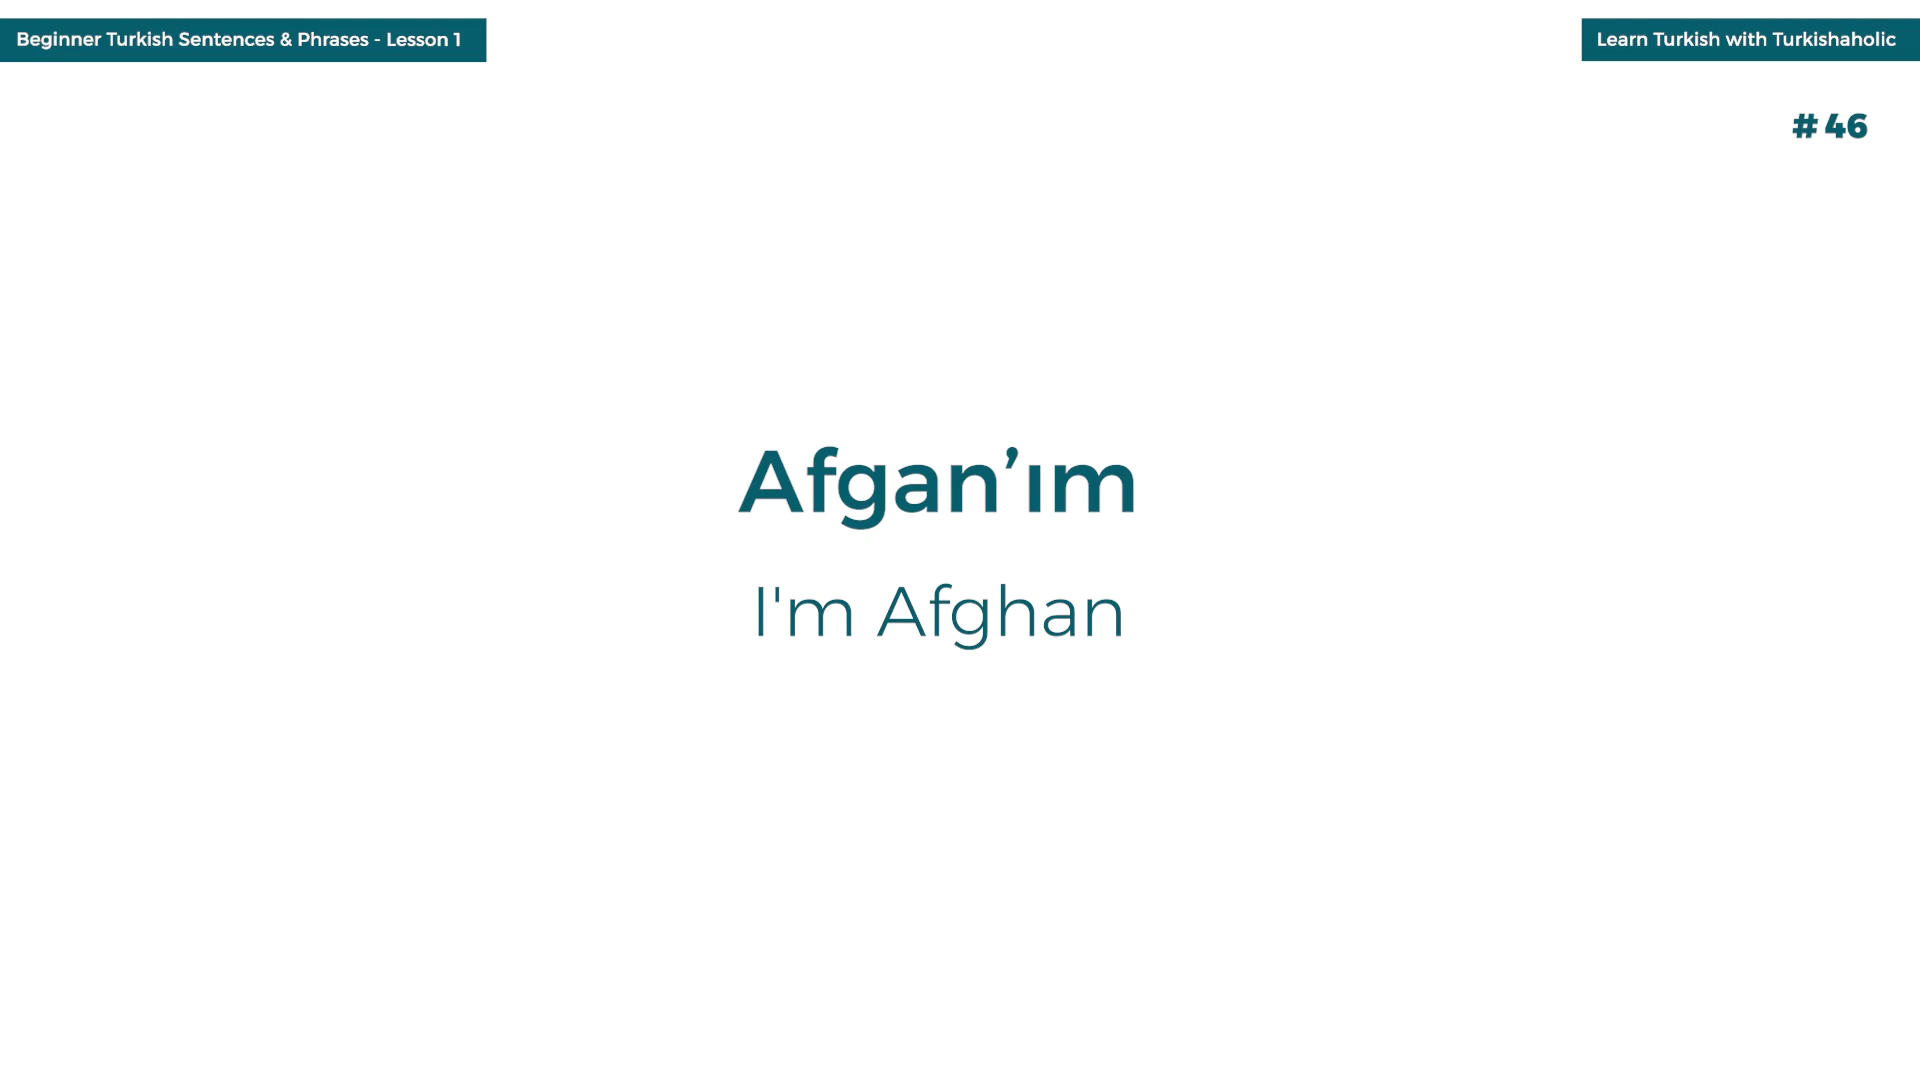 Beginner Turkish Sentences & Phrases - Lesson 1
Learn Turkish with Turkishaholic
# 46
Afgan’ım
I'm Afghan